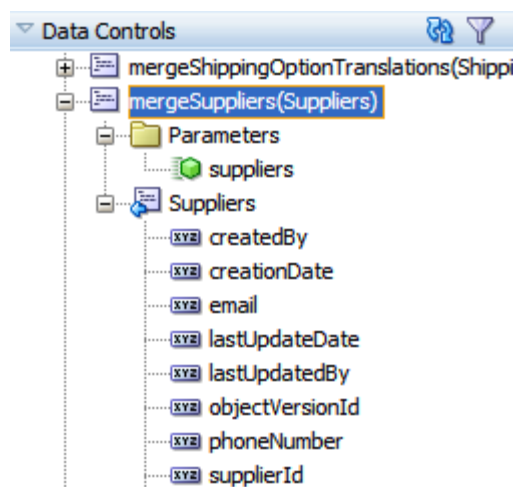 Data Controls
mergeShippingOptionTranslations(Shippi
mergeSuppliers(Suppliers)
Parameters
suppliers
Suppliers
xyz createdBy
xyz creationDate
xyz email
xyz lastUpdateDate
xyz lastUpdatedBy
xyz objectVersionId
xyz phoneNumber
xyz supplierId